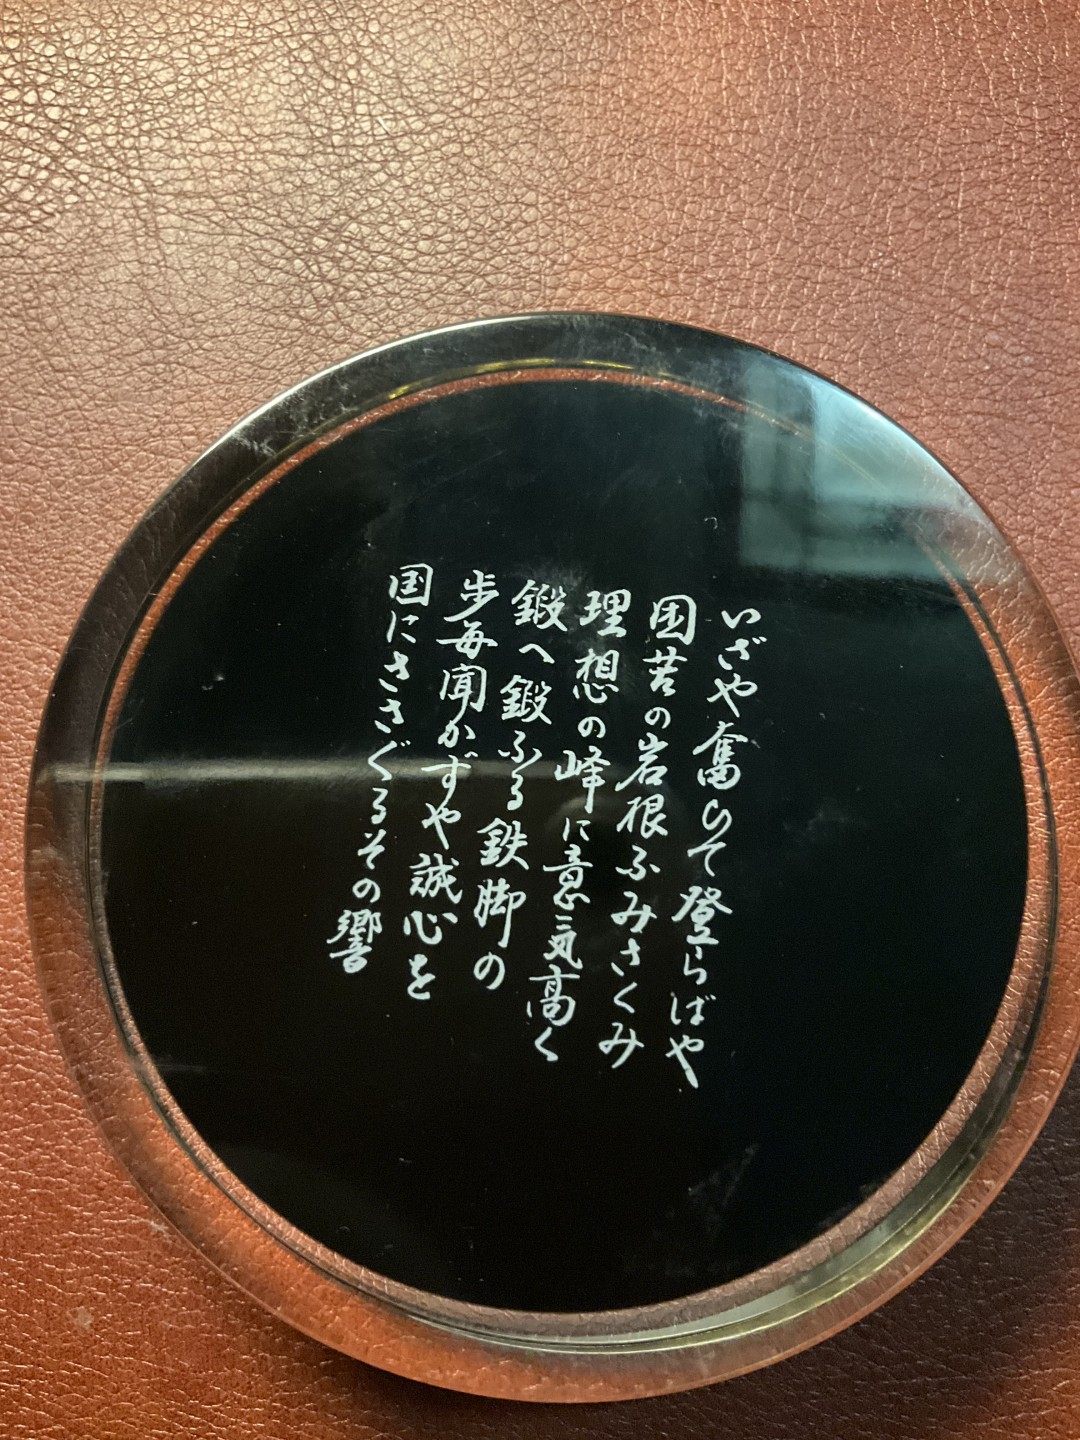 いざや奮ひて登らばや
困苦の岩根ふみさくみ
理想の峰に意気高く
鍛へ鍛ふる鉄脚の
歩毎聞かずや誠心を
国にささぐるその響